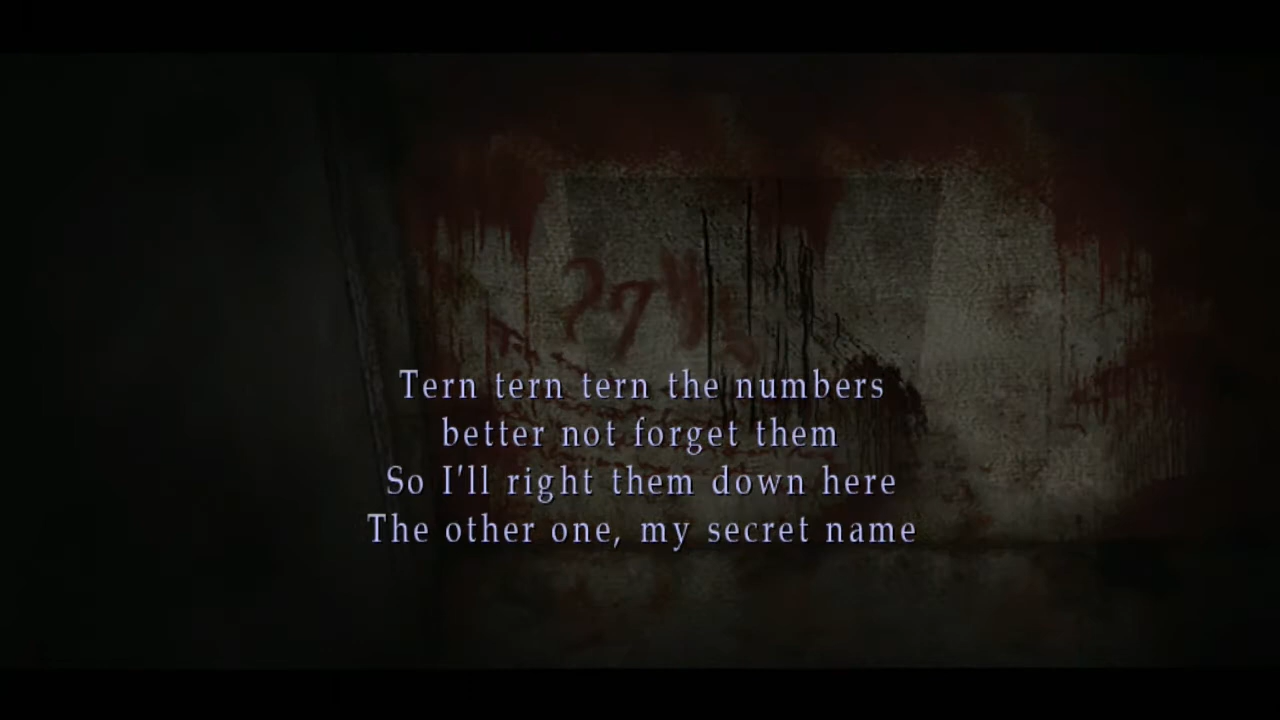 Tern tern tern the numbers
better not forget them
So I'll right them down here
The other one, my secret name